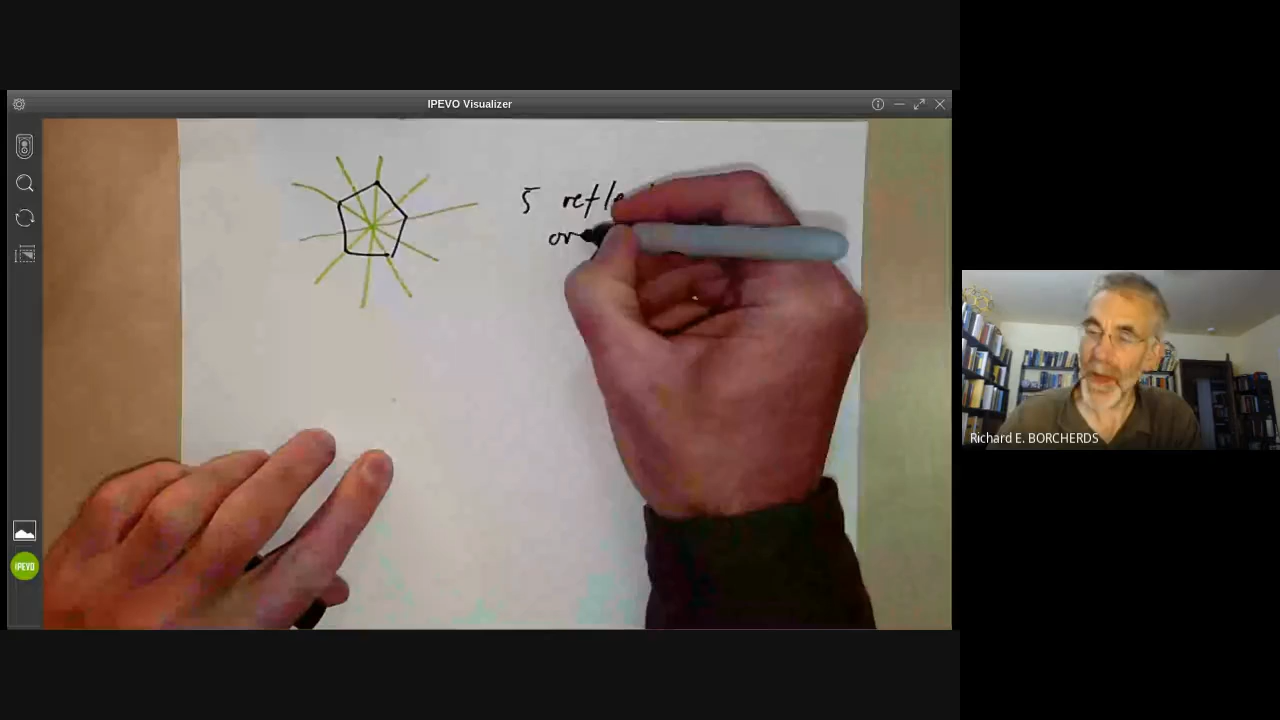 IPEVO Visualizer
5 refle
or
iPEVO
Richard E. BORCHERDS